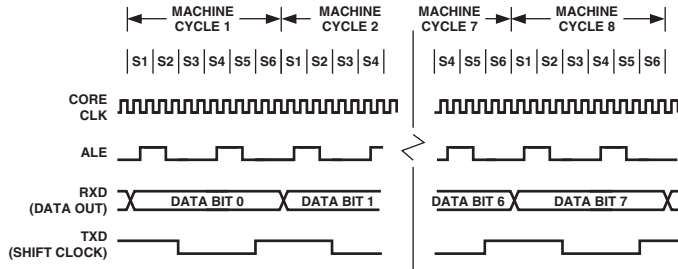 MACHINE CYCLE 1
MACHINE CYCLE 2
MACHINE CYCLE 7
MACHINE CYCLE 8
S1 S2 S3 S4 S5 S6 S1 S2 S3 S4 S4 S5 S6 S1 S2 S3 S4 S5 S6
CORE CLK
ALE
RXD (DATA OUT)
DATA BIT 0 DATA BIT 1 DATA BIT 6 DATA BIT 7
TXD (SHIFT CLOCK)